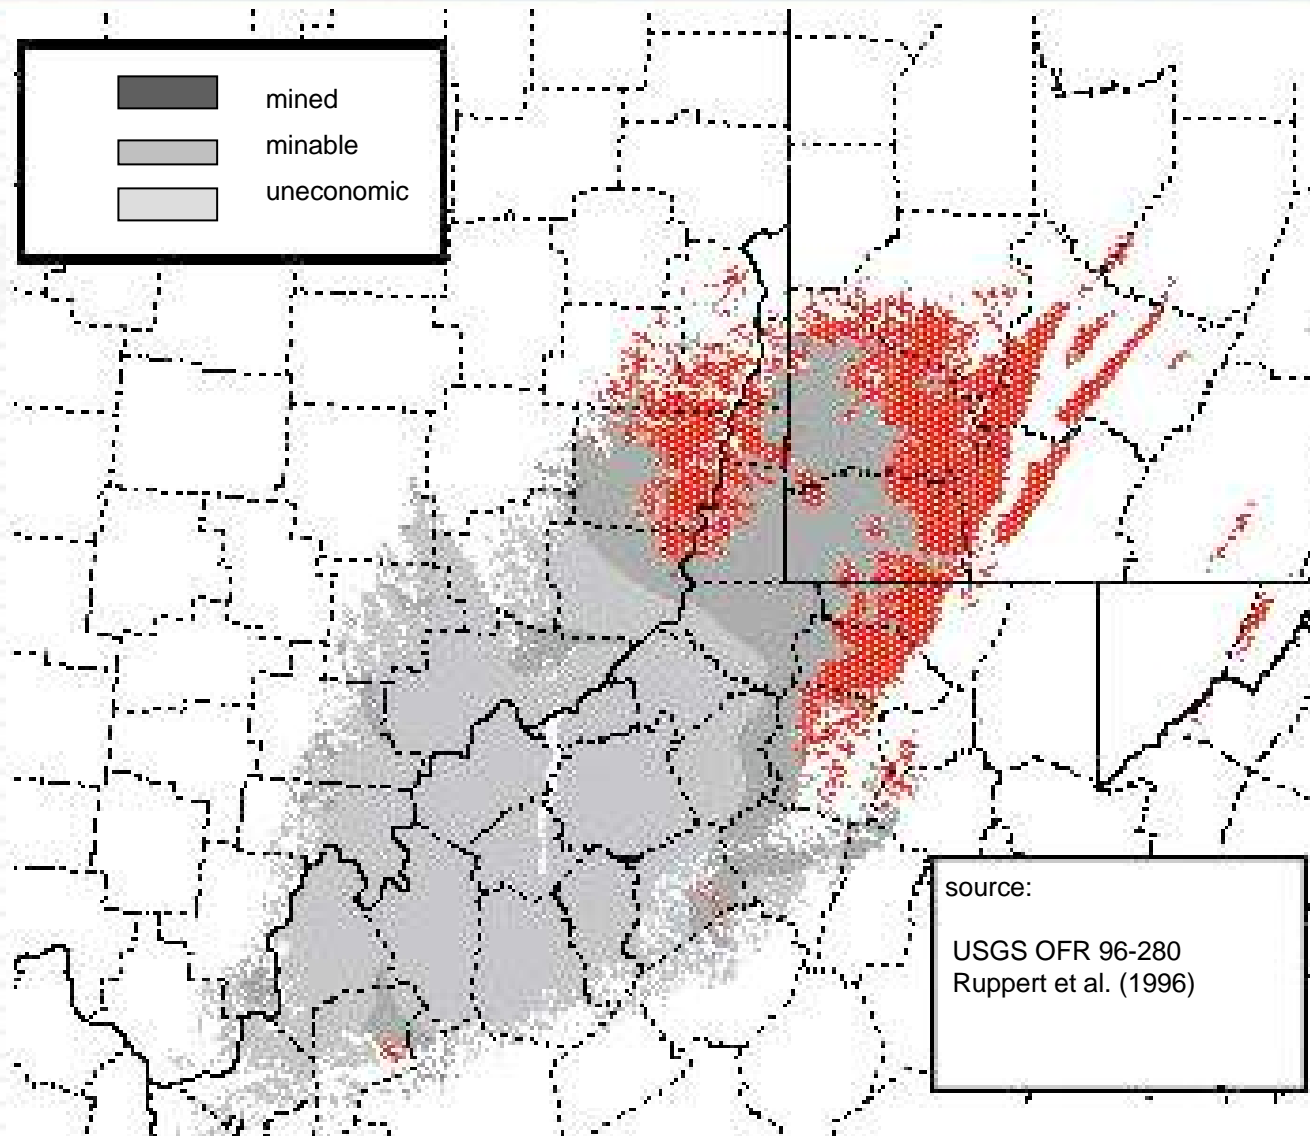 mined
minable
uneconomic
source:
USGS OFR 96-280
Ruppert et al. (1996)